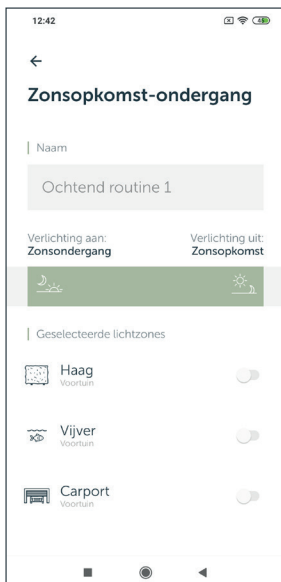 12:42
46
Zonsopkomst-ondergang
Naam
Ochtend routine 1
Verlichting aan:
Zonsondergang
Verlichting uit:
Zonsopkomst
Geselecteerde lichtzones
Haag
Voortuin
Vijver
Voortuin
Carport
Voortuin